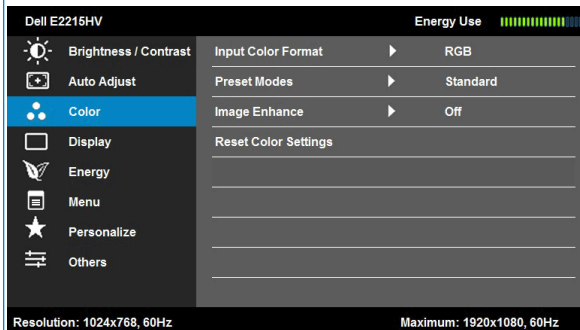 Dell E2215HV Energy Use
Brightness / Contrast Input Color Format RGB
Auto Adjust Preset Modes Standard
Color Image Enhance Off
Display Reset Color Settings
Energy
Menu
Personalize
Others
Resolution: 1024x768, 60Hz Maximum: 1920x1080, 60Hz